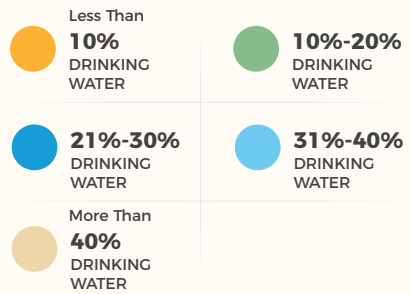 Less Than
10%
DRINKING
WATER
10%-20%
DRINKING
WATER
21%-30%
DRINKING
WATER
31%-40%
DRINKING
WATER
More Than
40%
DRINKING
WATER